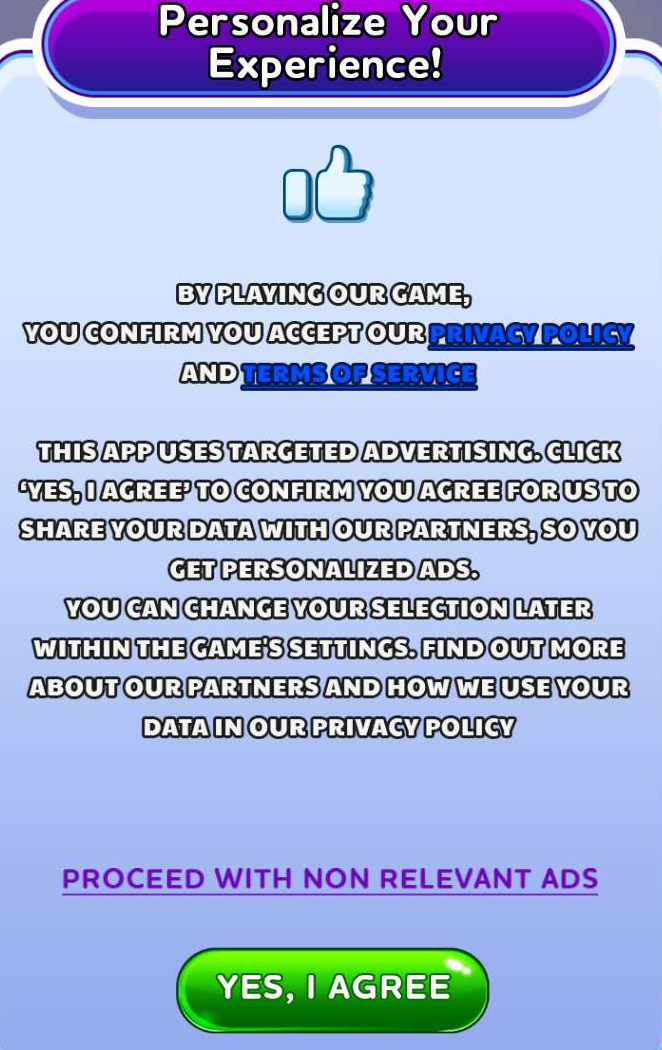 Personalize Your
Experience!
BY PLAYING OUR GAME,
YOU CONFIRM YOU ACCEPT OUR PRIVACY POLICY
AND TERMS OF SERVICE
THIS APP USES TARGETED ADVERTISING. CLICK
‘YES, I AGREE’ TO CONFIRM YOU AGREE FOR US TO
SHARE YOUR DATA WITH OUR PARTNERS, SO YOU
GET PERSONALIZED ADS.
YOU CAN CHANGE YOUR SELECTION LATER
WITHIN THE GAME'S SETTINGS. FIND OUT MORE
ABOUT OUR PARTNERS AND HOW WE USE YOUR
DATA IN OUR PRIVACY POLICY
PROCEED WITH NON RELEVANT ADS
YES, I AGREE